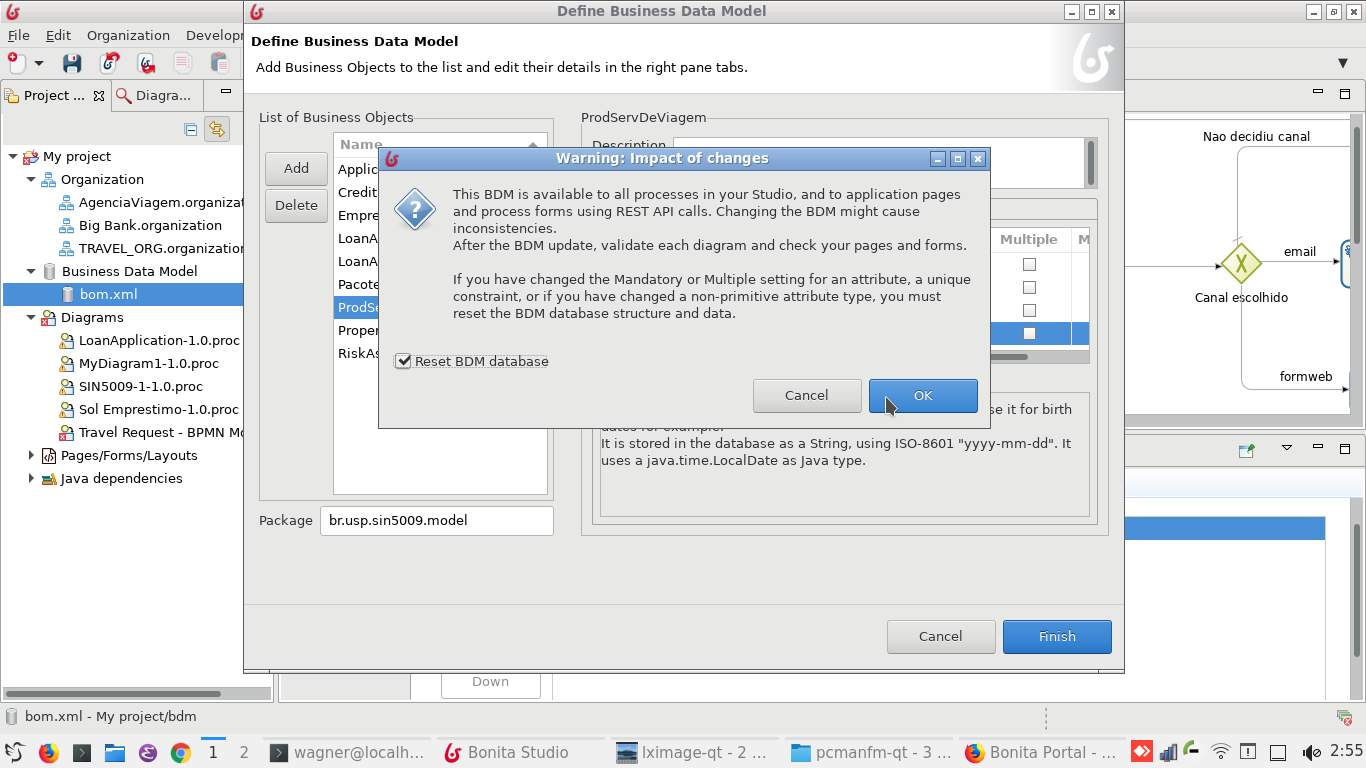 Define Business Data Model
File Edit Organization Develop
Define Business Data Model
Add Business Objects to the list and edit their details in the right pane tabs.
Project ...
Diagra...
My project
Organization
AgenciaViagem.organizat
Big Bank.organization
TRAVEL_ORG.organization
Business Data Model
bom.xml
Diagrams
LoanApplication-1.0.proc
MyDiagram1-1.0.proc
SIN5009-1-1.0.proc
Sol Emprestimo-1.0.proc
Travel Request - BPMN Mo
Pages/Forms/Layouts
Java dependencies
List of Business Objects
Add
Delete
Name
Applic
Credit
Empre
LoanA
LoanA
Pacote
ProdSe
Proper
RiskAs
Package
br.usp.sin5009.model
ProdServDeViagem
Description
Multiple M
Warning: Impact of changes
This BDM is available to all processes in your Studio, and to application pages
and process forms using REST API calls. Changing the BDM might cause
inconsistencies.
After the BDM update, validate each diagram and check your pages and forms.
If you have changed the Mandatory or Multiple setting for an attribute, a unique
constraint, or if you have changed a non-primitive attribute type, you must
reset the BDM database structure and data.
Reset BDM database
Cancel
OK
se it for birth
dates for example.
It is stored in the database as a String, using ISO-8601 "yyyy-mm-dd". It
uses a java.time.LocalDate as Java type.
Cancel
Finish
Nao decidiu canal
email
Canal escolhido
formweb
Down
bom.xml - My project/bdm
1
2
wagner@localh...
Bonita Studio
lximage-qt - 2 ...
pcmanfm-qt - 3 ...
Bonita Portal - ...
2:55